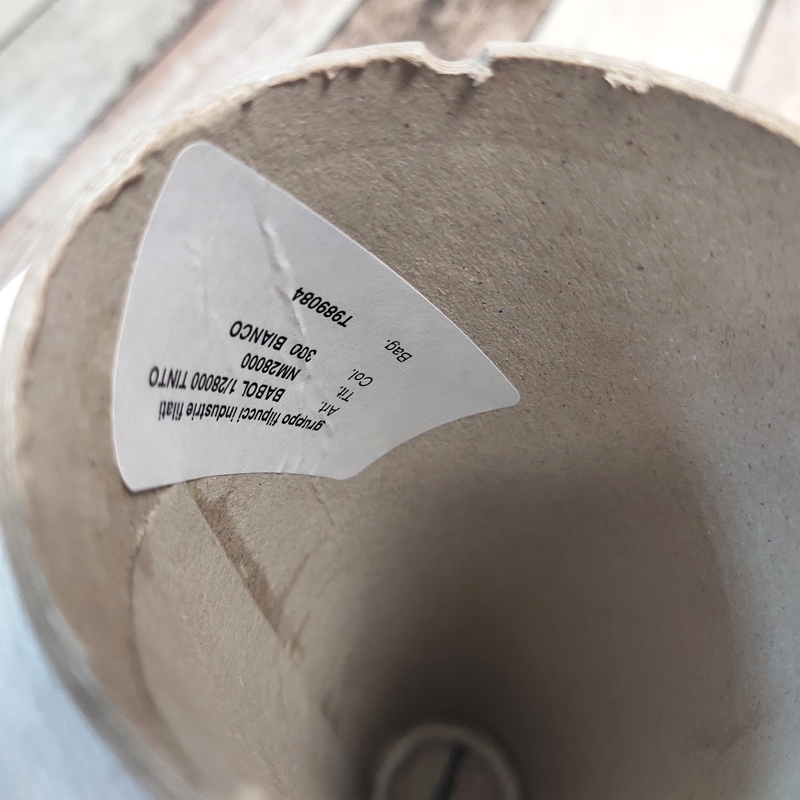 gruppo filpucci industrie filati
Art. BABOL 1/28000 TINTO
Tit. NM28000
Col. 300 BIANCO
Bag. T989084